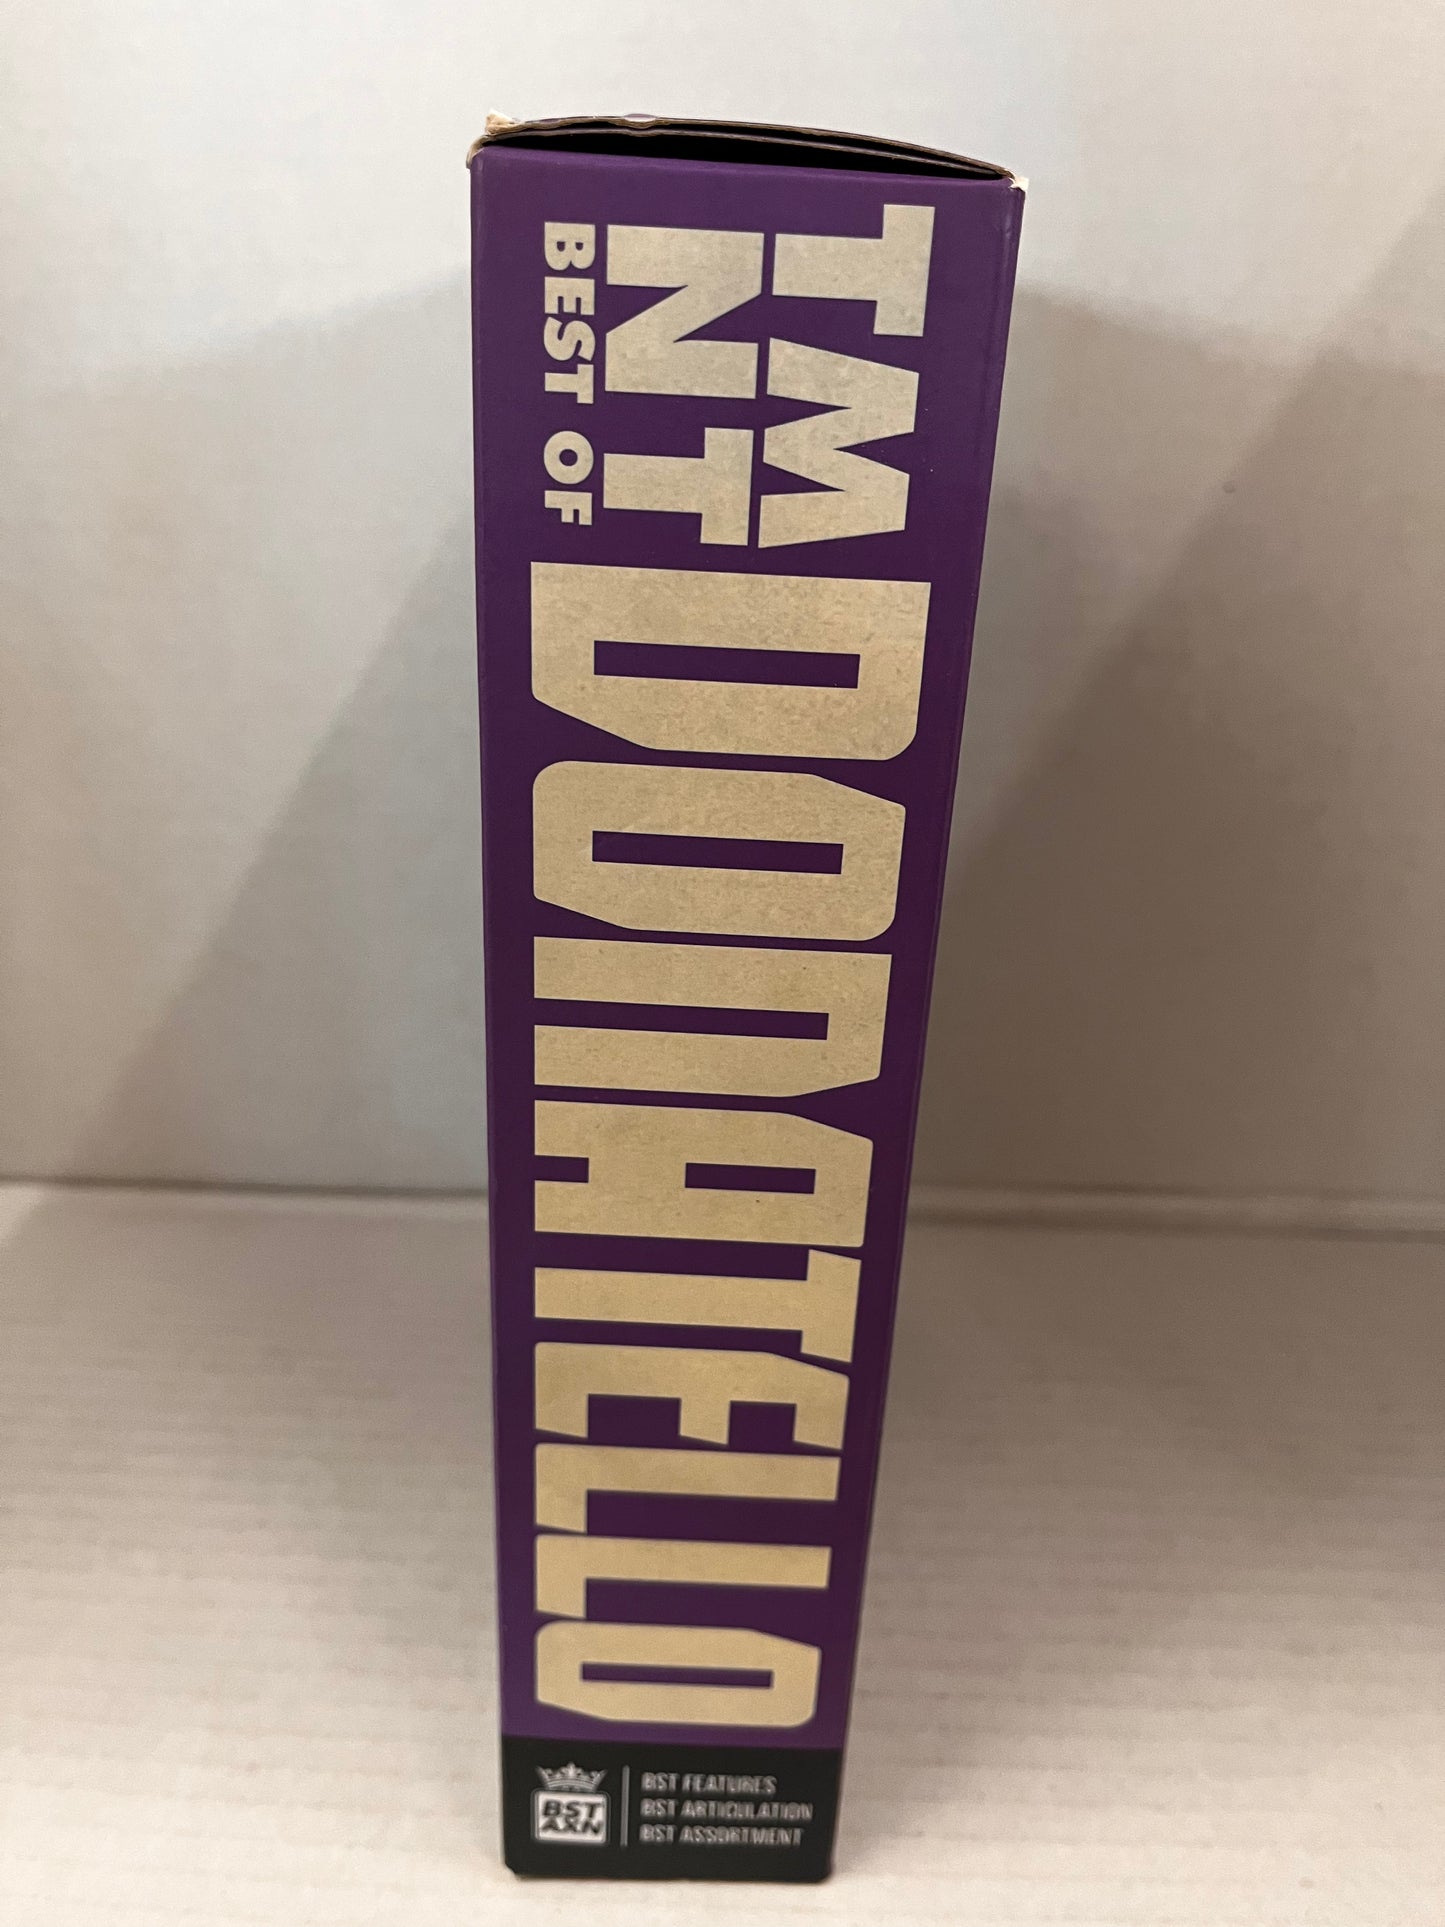 TM
NT
BEST OF
DONATELLO
BST
AXN
BST FEATURES
BST ARTICULATION
BST ASSORTMENT